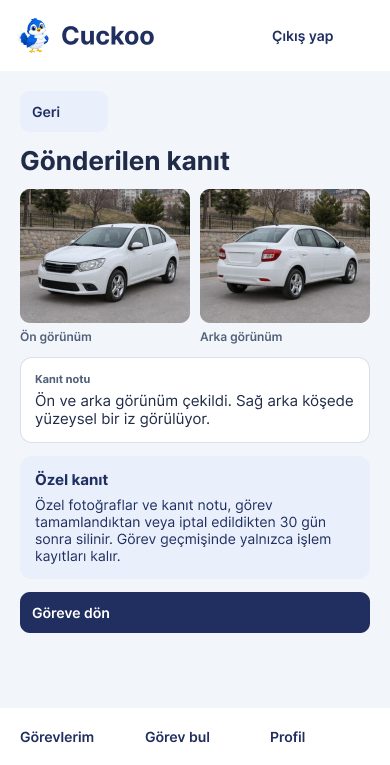 Cuckoo
Çıkış yap
Geri
Gönderilen kanıt
Ön görünüm
Arka görünüm
Kanıt notu
Ön ve arka görünüm çekildi. Sağ arka köşede
yüzeysel bir iz görülüyor.
Özel kanıt
Özel fotoğraflar ve kanıt notu, görev
tamamlandıktan veya iptal edildikten 30 gün
sonra silinir. Görev geçmişinde yalnızca işlem
kayıtları kalır.
Göreve dön
Görevlerim
Görev bul
Profil